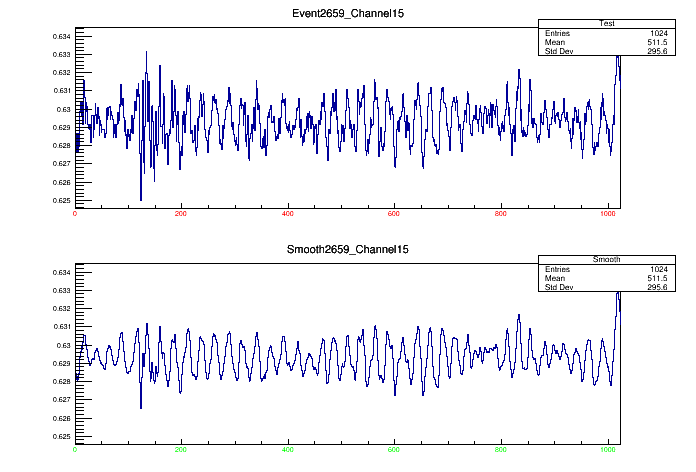 Event2659_Channel15
Test
Entries 1024
Mean 511.5
Std Dev 295.6
0.634
0.633
0.632
0.631
0.63
0.629
0.628
0.627
0.626
0.625
0 200 400 600 800 1000
Smooth2659_Channel15
Smooth
Entries 1024
Mean 511.5
Std Dev 295.6
0.634
0.633
0.632
0.631
0.63
0.629
0.628
0.627
0.626
0.625
0 200 400 600 800 1000